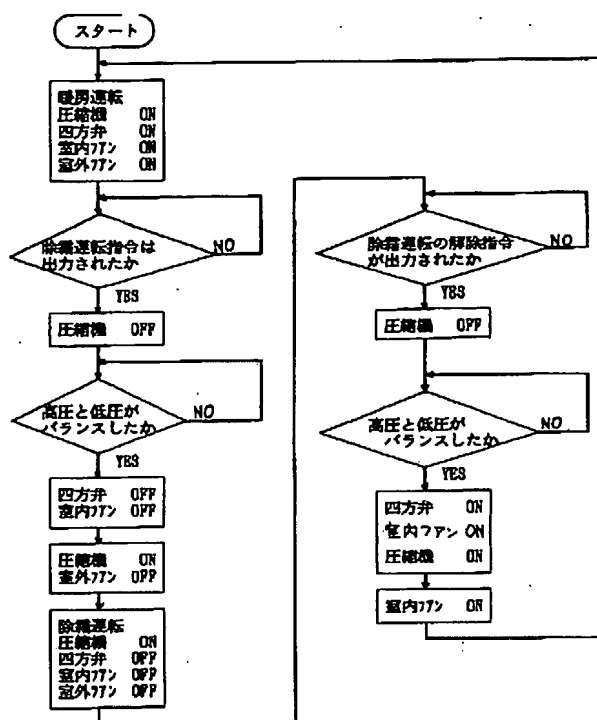 スタート
暖房運転
圧縮機 ON
四方弁 ON
室内ファン ON
室外ファン ON
除霜運転指令は
出力されたか
NO
YES
圧縮機 OFF
高圧と低圧が
バランスしたか
NO
YES
四方弁 OFF
室内ファン OFF
圧縮機 ON
室外ファン OFF
除霜運転
圧縮機 ON
四方弁 OFF
室内ファン OFF
室外ファン OFF
除霜運転の解除指令
が出力されたか
NO
YES
圧縮機 OFF
高圧と低圧が
バランスしたか
NO
YES
四方弁 ON
室内ファン ON
圧縮機 ON
室内ファン ON